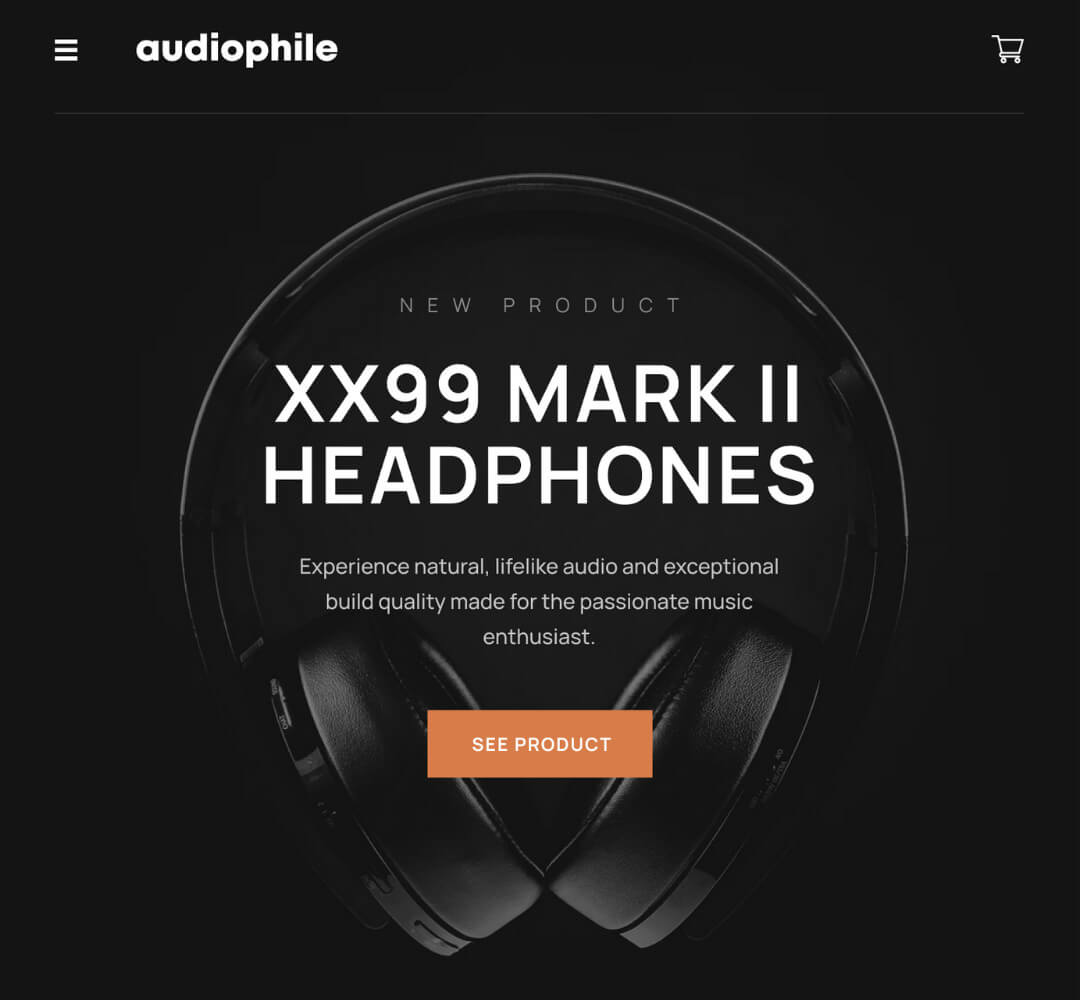 audiophile
NEW PRODUCT
XX99 MARK II
HEADPHONES
Experience natural, lifelike audio and exceptional
build quality made for the passionate music
enthusiast.
SEE PRODUCT